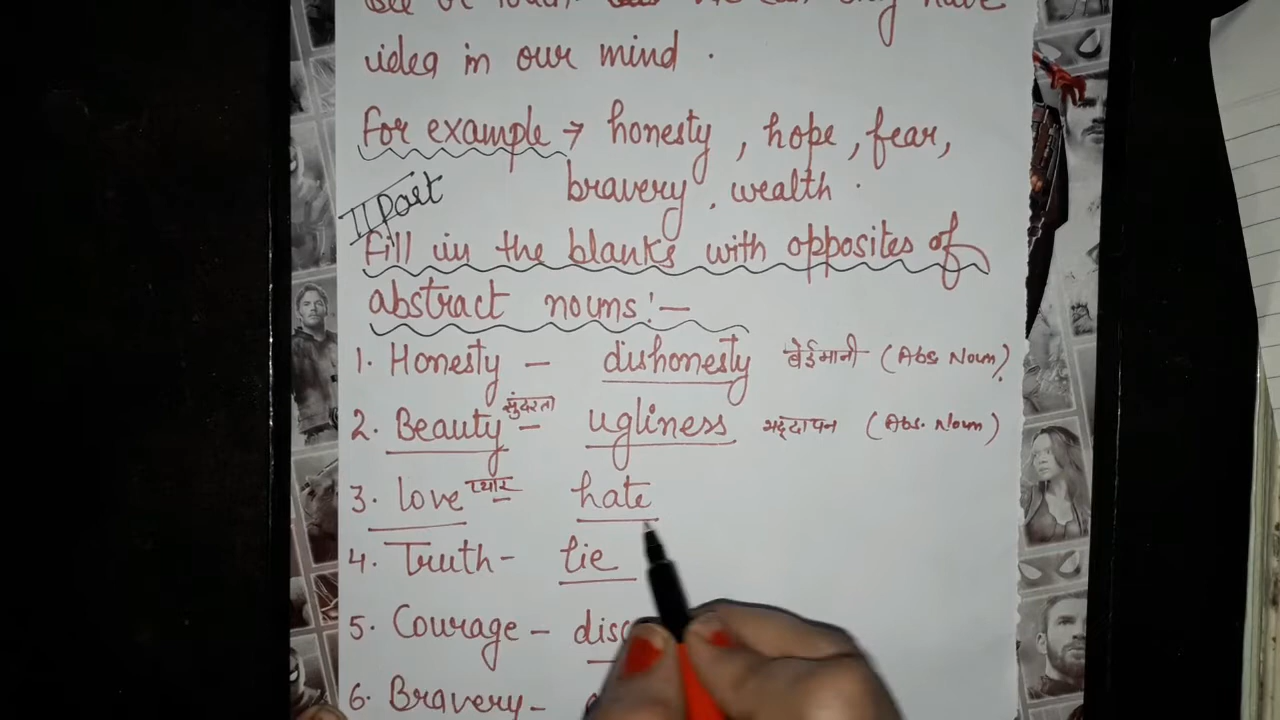 idea in our mind .
for example → honesty , hope , fear,
bravery , wealth .
II Part
Fill in the blanks with opposites of
abstract nouns :-
1. Honesty - dishonesty बेईमानी (Abs Noun)
2. Beauty सुंदरता - ugliness भद्दापन (Abs. Noun)
3. love प्यार - hate
4. Truth - lie
5. Courage -
6. Bravery -